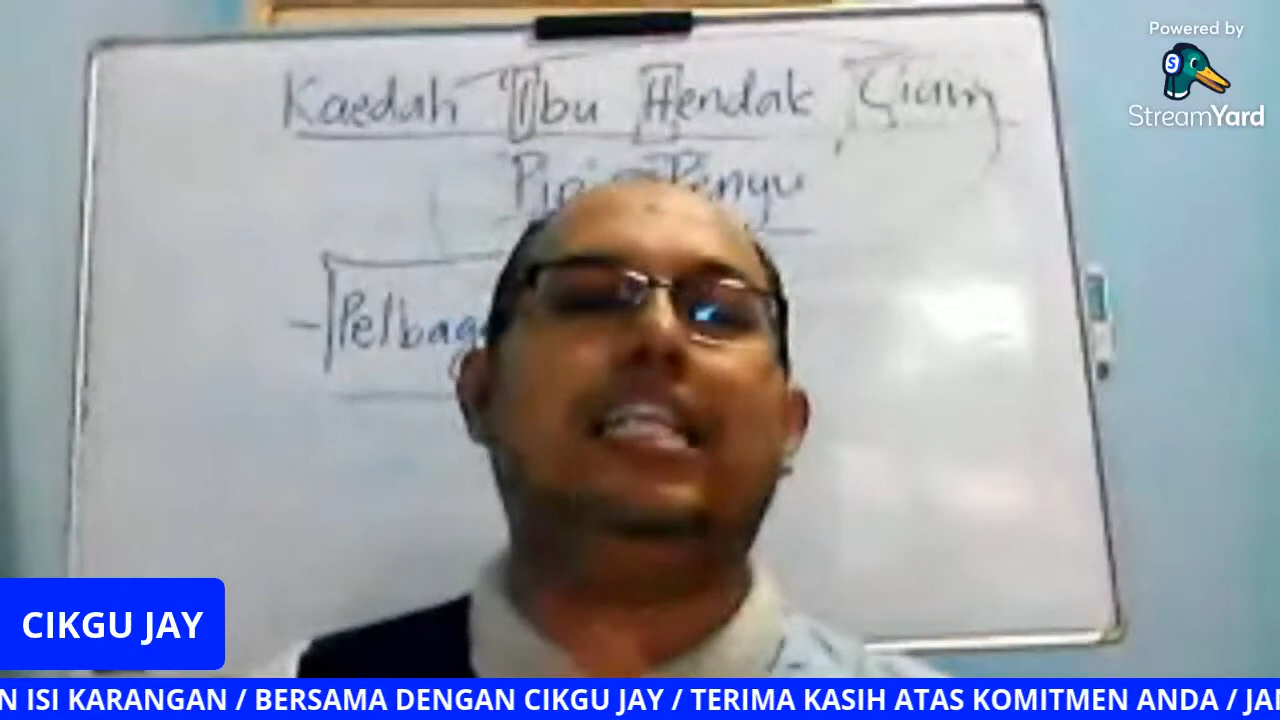 Powered by
StreamYard
Kaedah "Ibu Hendak
Penyu
CIKGU JAY
N ISI KARANGAN / BERSAMA DENGAN CIKGU JAY / TERIMA KASIH ATAS KOMITMEN ANDA / JA